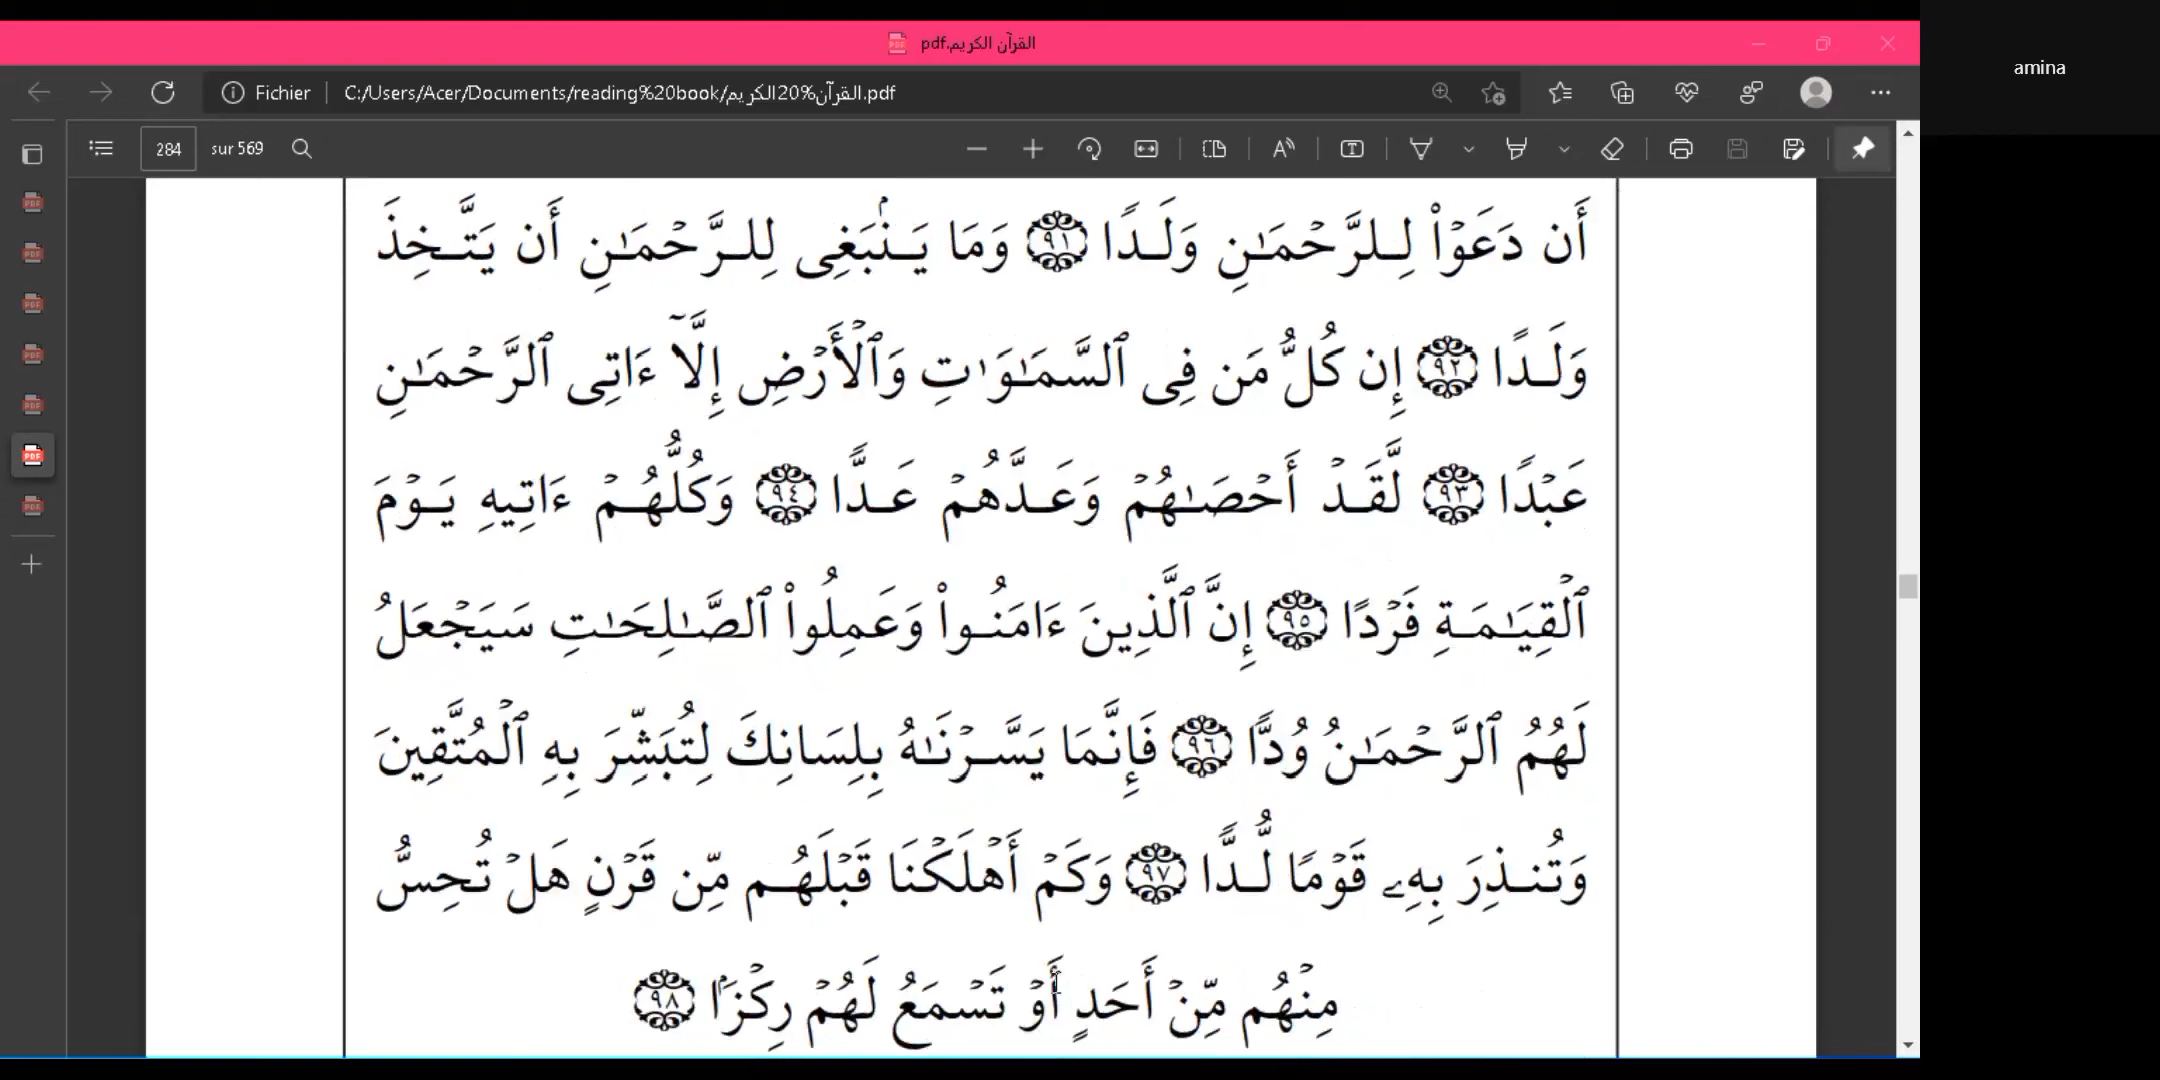 القرآن الكريم.pdf
amina
Fichier
C:/Users/Acer/Documents/reading%20book/القرآن%20الكريم.pdf
284 sur 569
أَن دَعَوۡاْ لِلرَّحۡمَـٰنِ وَلَدًا ٩١ وَمَا يَنۢبَغِى لِلرَّحۡمَـٰنِ أَن يَتَّخِذَ
وَلَدًا ٩٢ إِن كُلُّ مَن فِى ٱلسَّمَـٰوَٰتِ وَٱلۡأَرۡضِ إِلَّآ ءَاتِى ٱلرَّحۡمَـٰنِ
عَبۡدًا ٩٣ لَّقَدۡ أَحۡصَـٰهُمۡ وَعَدَّهُمۡ عَدًّا ٩٤ وَكُلُّهُمۡ ءَاتِيهِ يَوۡمَ
ٱلۡقِيَـٰمَةِ فَرۡدًا ٩٥ إِنَّ ٱلَّذِينَ ءَامَنُواْ وَعَمِلُواْ ٱلصَّـٰلِحَـٰتِ سَيَجۡعَلُ
لَهُمُ ٱلرَّحۡمَـٰنُ وُدًّا ٩٦ فَإِنَّمَا يَسَّرۡنَـٰهُ بِلِسَانِكَ لِتُبَشِّرَ بِهِ ٱلۡمُتَّقِينَ
وَتُنذِرَ بِهِۦ قَوۡمًا لُّدًّا ٩٧ وَكَمۡ أَهۡلَكۡنَا قَبۡلَهُم مِّن قَرۡنٍ هَلۡ تُحِسُّ
مِنۡهُم مِّنۡ أَحَدٍ أَوۡ تَسۡمَعُ لَهُمۡ رِكۡزَۢا ٩٨